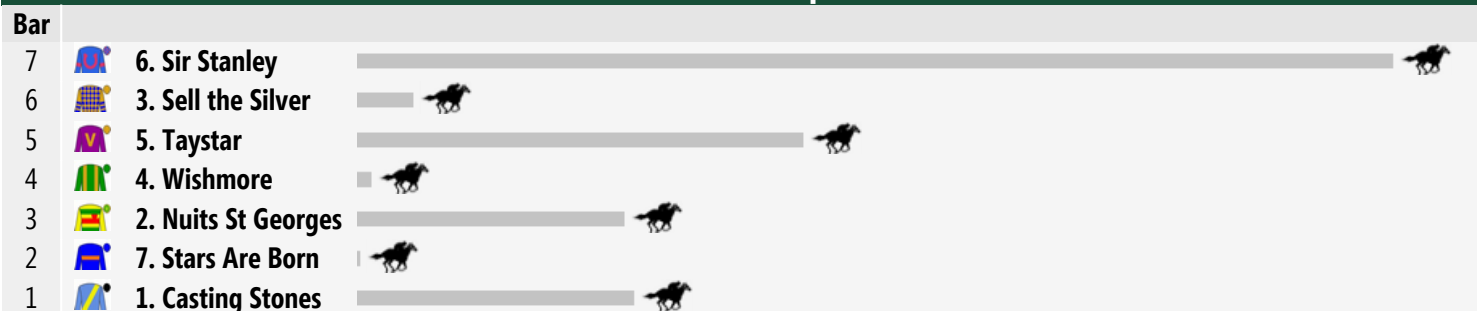 Bar
7 6. Sir Stanley
6 3. Sell the Silver
5 V 5. Taystar
4 4. Wishmore
3 2. Nuits St Georges
2 7. Stars Are Born
1 1. Casting Stones